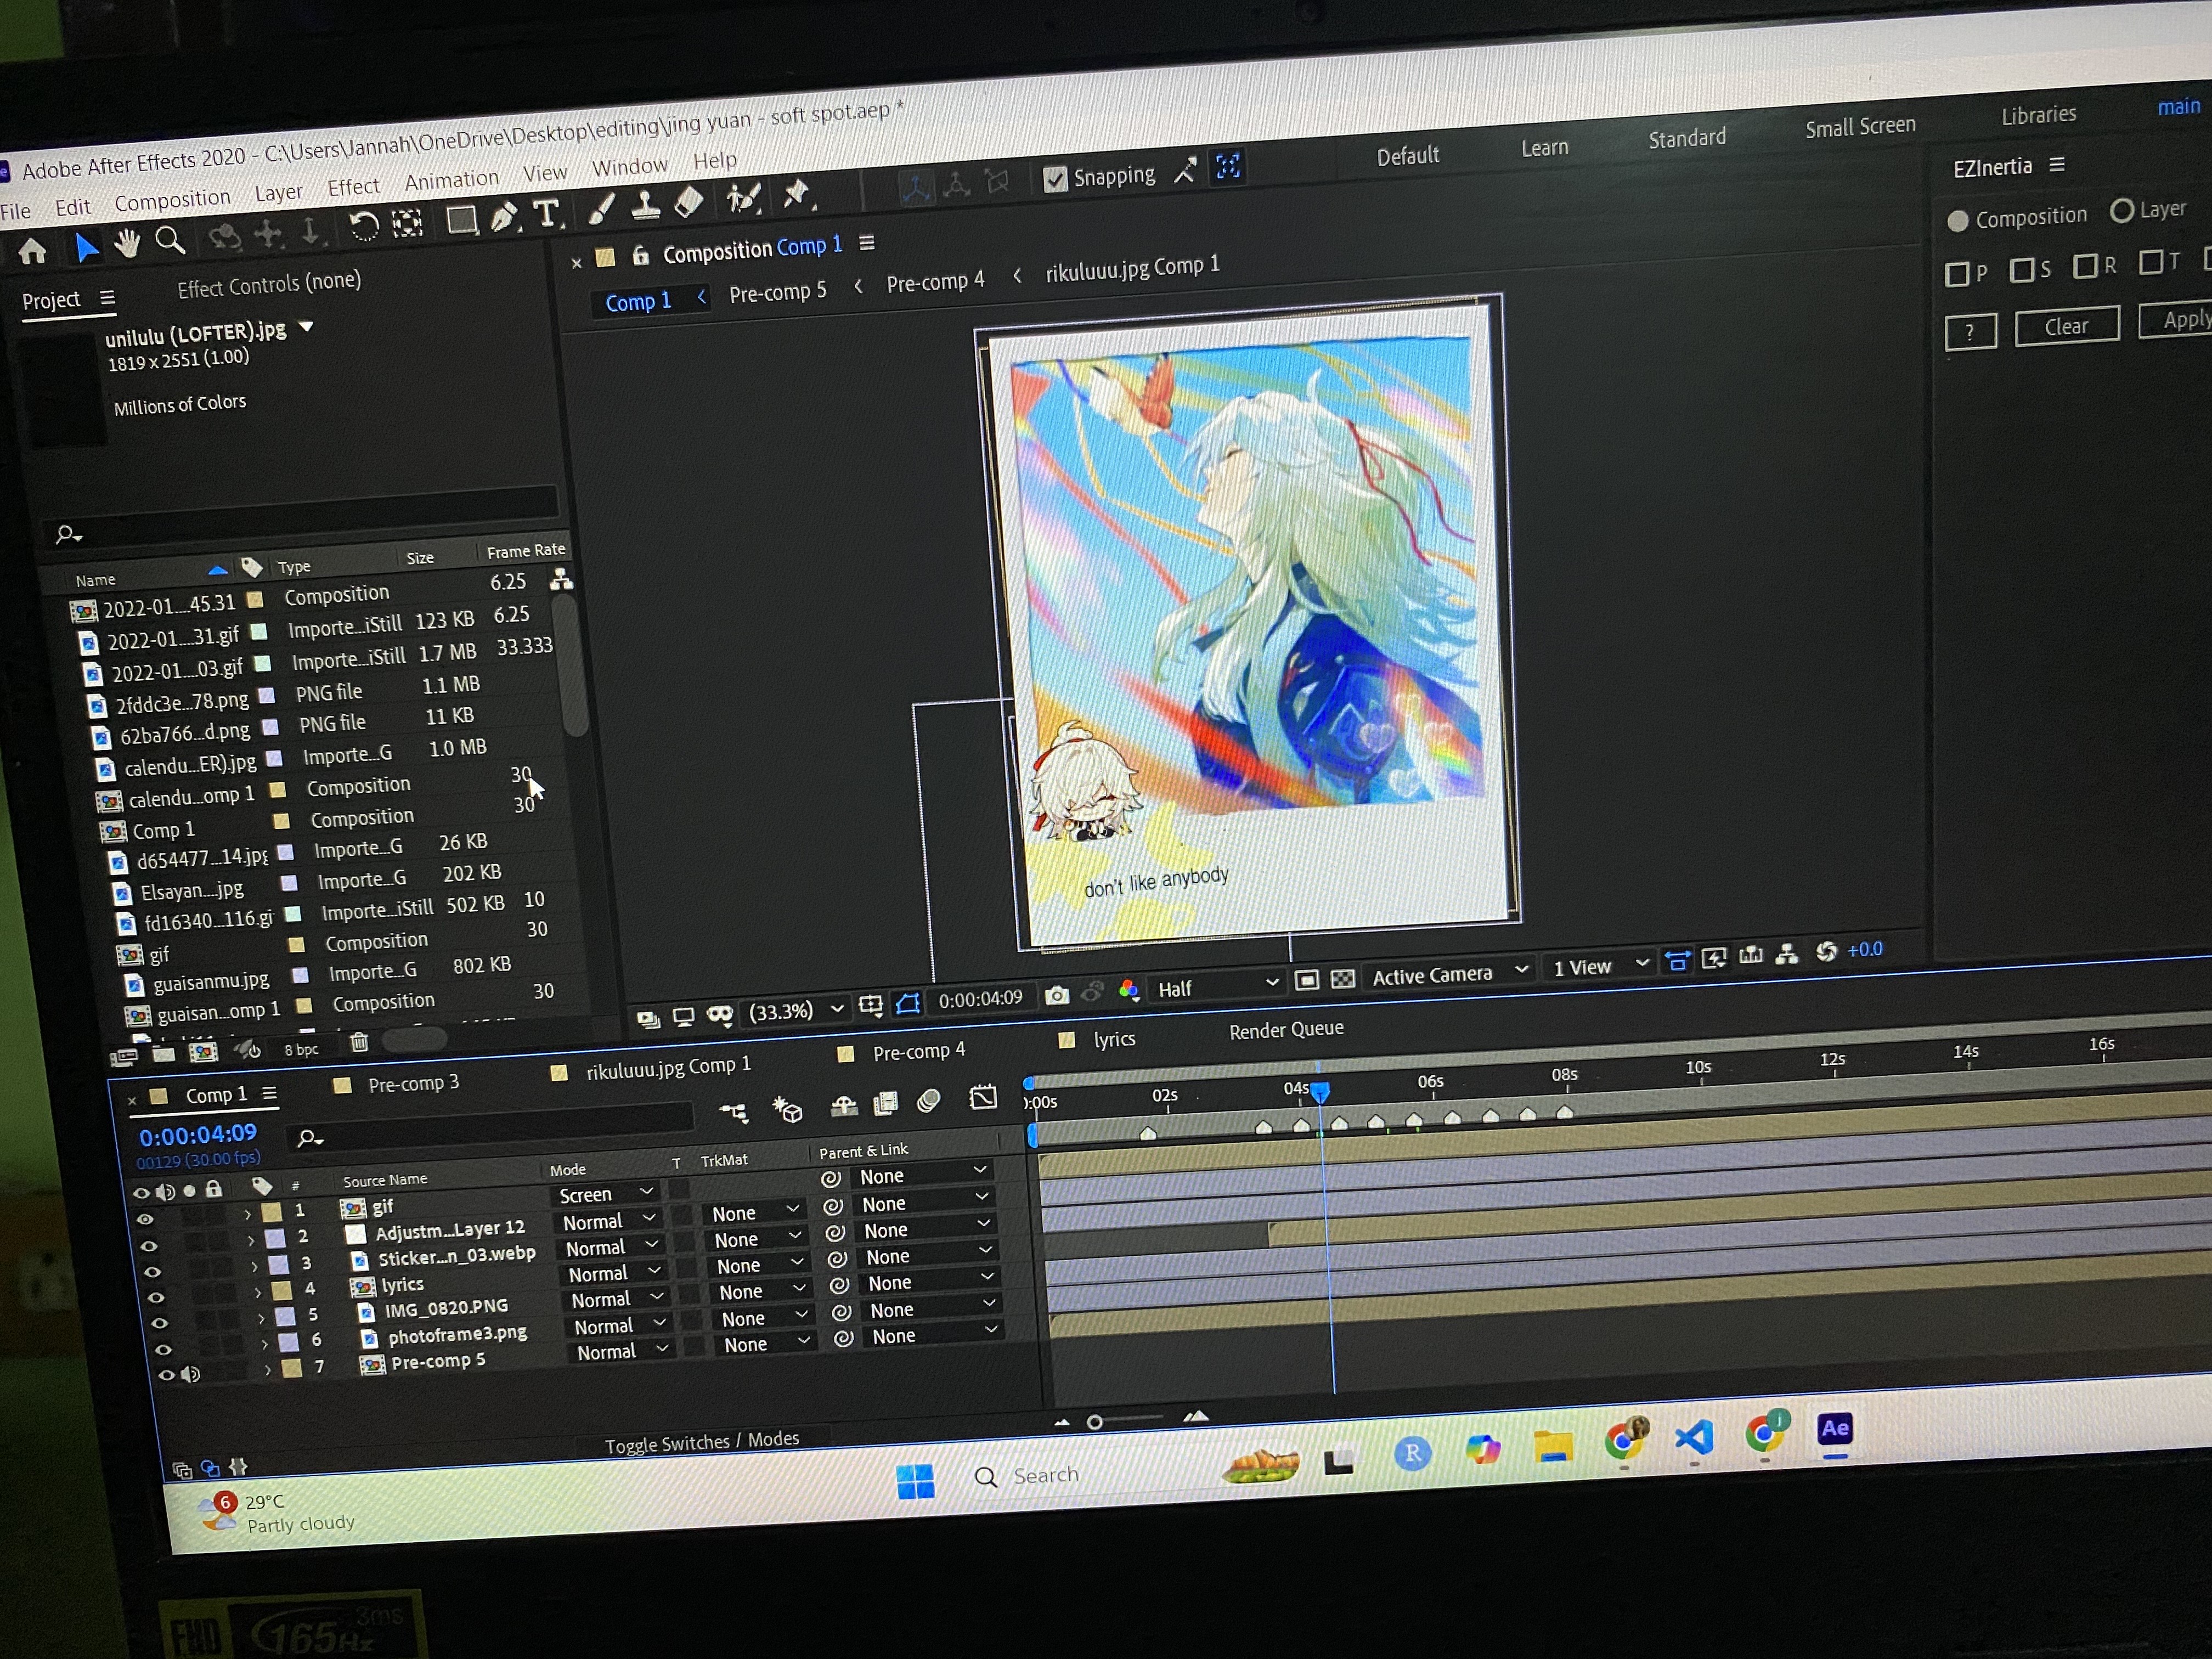 Adobe After Effects 2020 - C:\Users\Jannah\OneDrive\Desktop\editing\jing yuan - soft spot.aep *
File Edit Composition Layer Effect Animation View Window Help
Snapping
Default Learn Standard Small Screen Libraries main
Project Effect Controls (none)
unilulu (LOFTER).jpg
1819 x 2551 (1.00)
Millions of Colors
Name Type Size Frame Rate
2022-01....45.31 Composition 6.25
2022-01....31.gif Importe...iStill 123 KB 6.25
2022-01....03.gif Importe...iStill 1.7 MB 33.333
2fddc3e...78.png PNG file 1.1 MB
62ba766...d.png PNG file 11 KB
calendu...ER).jpg Importe...G 1.0 MB
calendu...omp 1 Composition 30
Comp 1 Composition 30
d654477...14.jpg Importe...G 26 KB
Elsayan....jpg Importe...G 202 KB
fd16340...116.gi Importe...iStill 502 KB 10
gif Composition 30
guaisanmu.jpg Importe...G 802 KB
guaisan...omp 1 Composition 30
8 bpc
Composition Comp 1
Comp 1 < Pre-comp 5 < Pre-comp 4 < rikuluuu.jpg Comp 1
don't like anybody
(33.3%) 0:00:04:09 Half Active Camera 1 View +0.0
EZInertia
Composition Layer
P S R T
? Clear Apply
Comp 1 Pre-comp 3 rikuluuu.jpg Comp 1 Pre-comp 4 lyrics Render Queue
0:00:04:09
00129 (30.00 fps)
):00s 02s 04s 06s 08s 10s 12s 14s 16s
# Source Name Mode T TrkMat Parent & Link
1 gif Screen None
2 Adjustm...Layer 12 Normal None None
3 Sticker...n_03.webp Normal None None
4 lyrics Normal None None
5 IMG_0820.PNG Normal None None
6 photoframe3.png Normal None None
7 Pre-comp 5 Normal None None
Toggle Switches / Modes
6 29°C
Partly cloudy
Search
R
j
Ae
FHD 165Hz 3ms